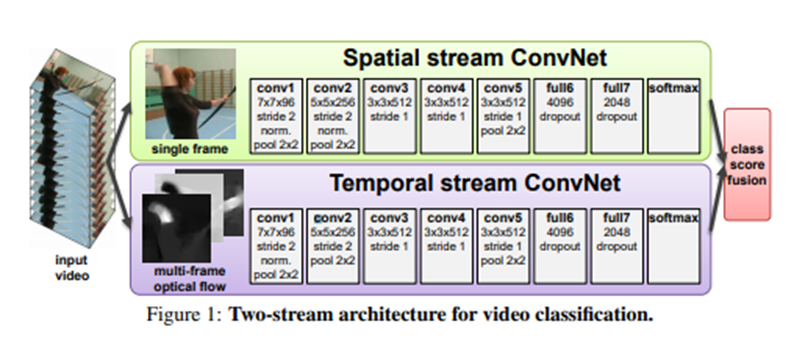 Spatial stream ConvNet
conv1
7x7x96
stride 2
norm.
pool 2x2
conv2
5x5x256
stride 2
norm.
pool 2x2
conv3
3x3x512
stride 1
conv4
3x3x512
stride 1
conv5
3x3x512
stride 1
pool 2x2
full6
4096
dropout
full7
2048
dropout
softmax
single frame
Temporal stream ConvNet
conv1
7x7x96
stride 2
norm.
pool 2x2
conv2
5x5x256
stride 2
pool 2x2
conv3
3x3x512
stride 1
conv4
3x3x512
stride 1
conv5
3x3x512
stride 1
pool 2x2
full6
4096
dropout
full7
2048
dropout
softmax
input
video
multi-frame
optical flow
class
score
fusion
Figure 1: Two-stream architecture for video classification.